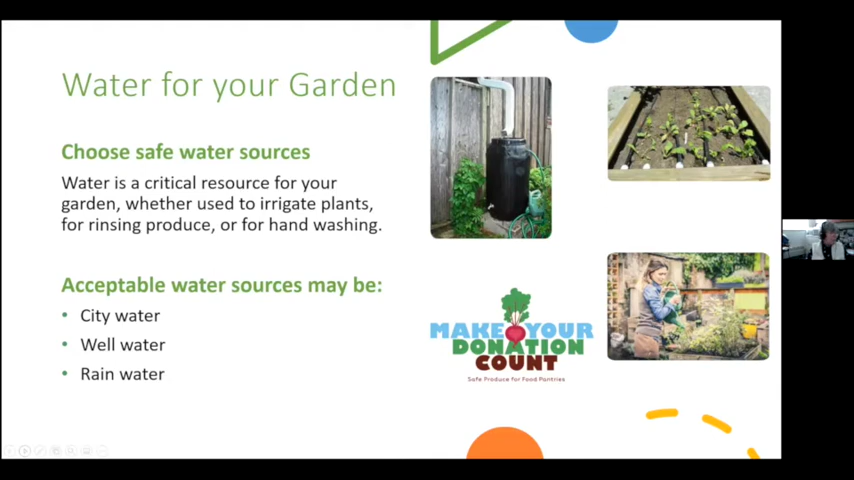 Water for your Garden
Choose safe water sources
Water is a critical resource for your
garden, whether used to irrigate plants,
for rinsing produce, or for hand washing.
Acceptable water sources may be:
• City water
• Well water
• Rain water
MAKE YOUR
DONATION
COUNT
Safe Produce for Food Pantries